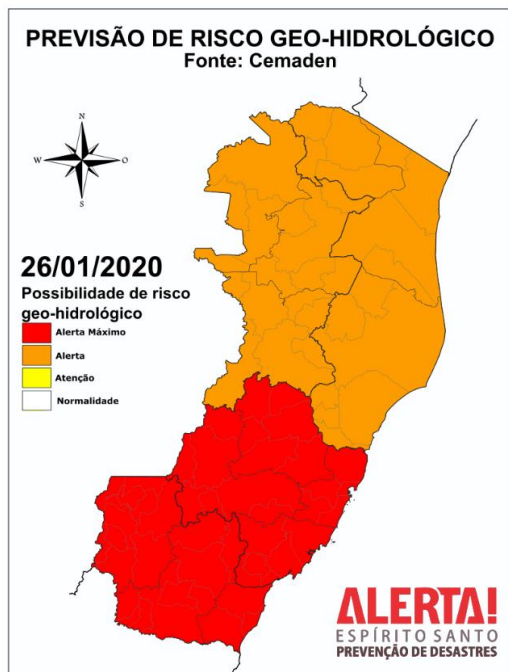 PREVISÃO DE RISCO GEO-HIDROLÓGICO
Fonte: Cemaden
N
W
O
S
26/01/2020
Possibilidade de risco
geo-hidrológico
Alerta Máximo
Alerta
Atenção
Normalidade
ALERTA!
ESPÍRITO SANTO
PREVENÇÃO DE DESASTRES